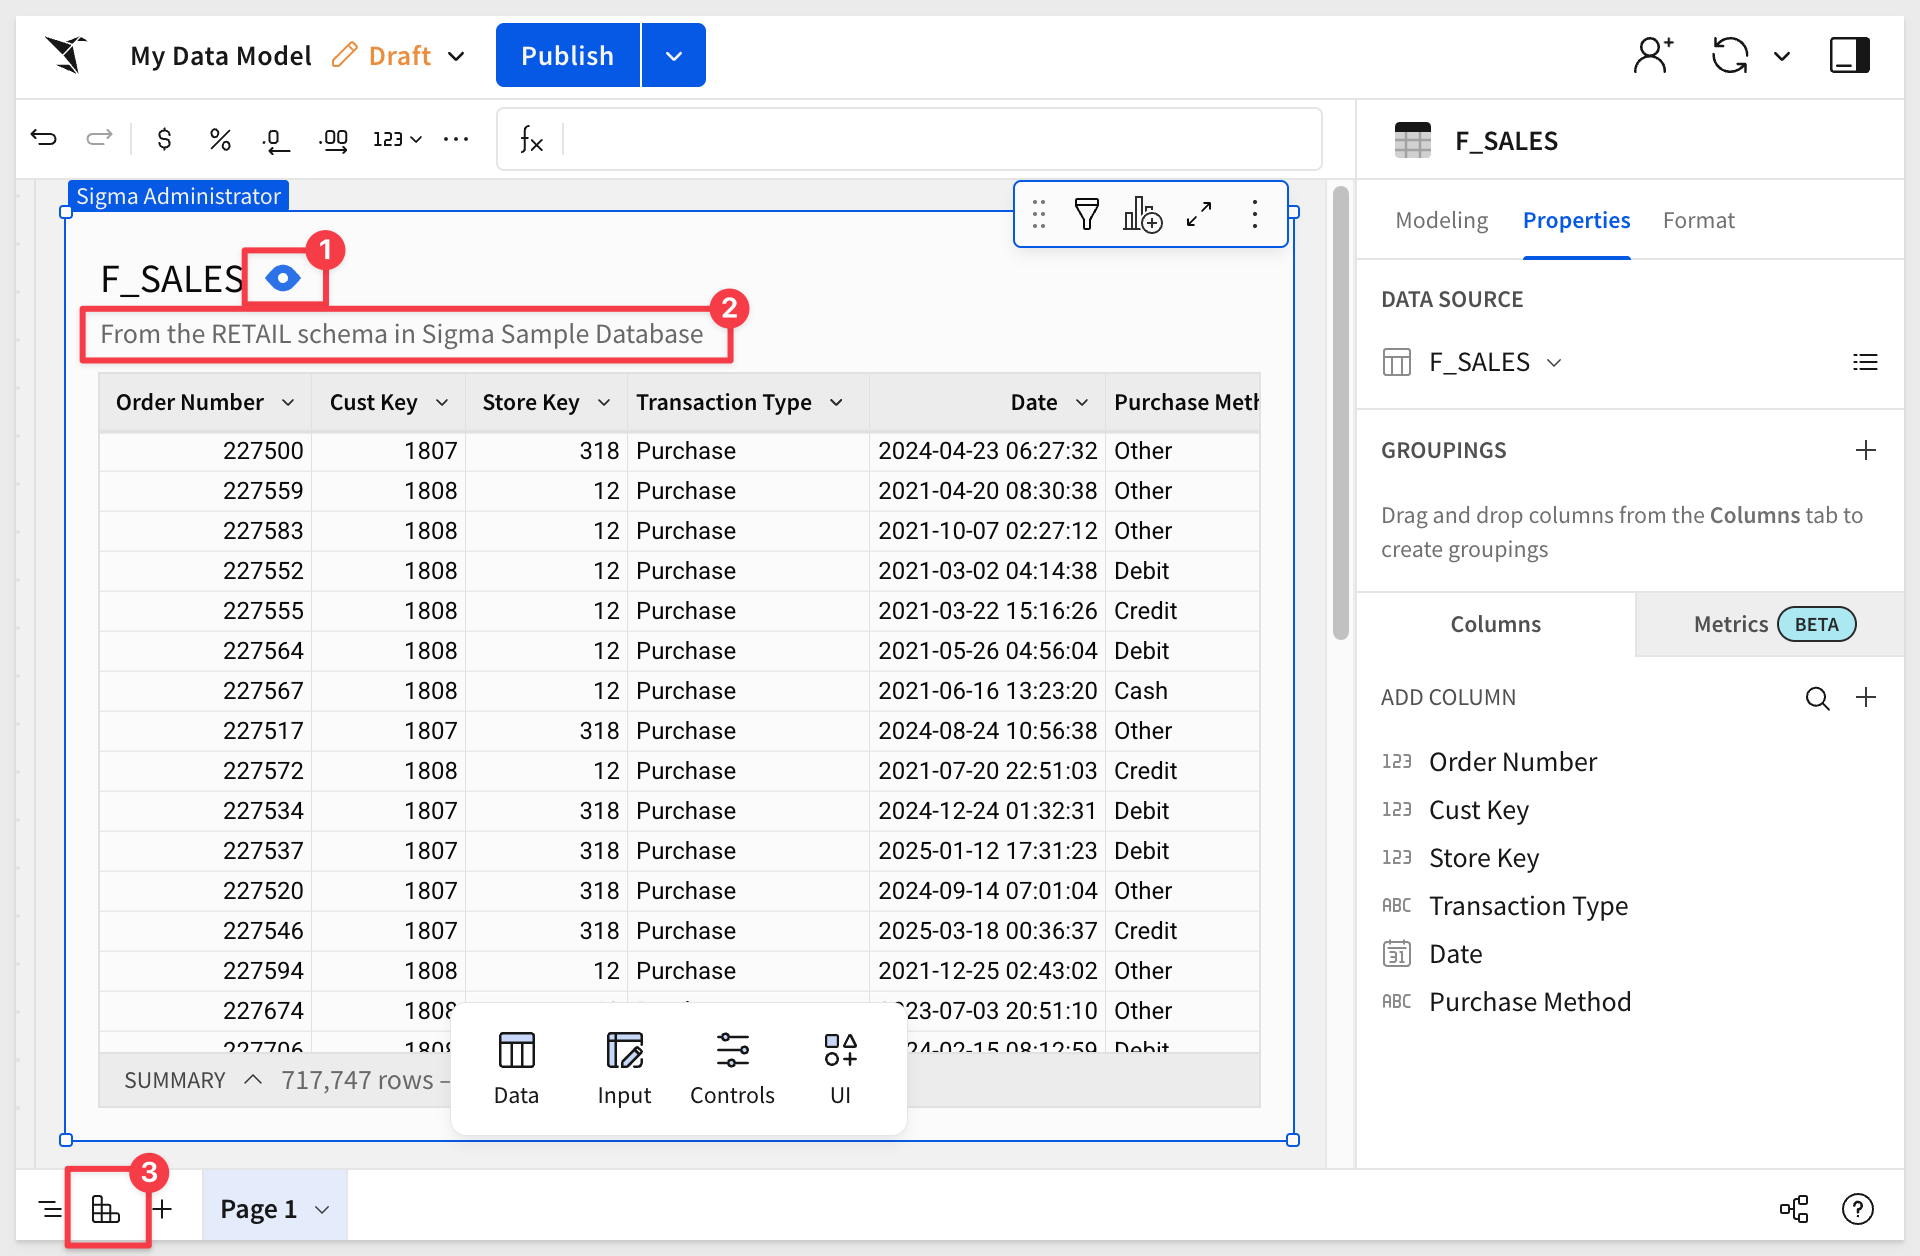 My Data Model Draft Publish
$ % .0 .00 123 ... fx
F_SALES
Sigma Administrator
Modeling Properties Format
1
F_SALES
2
From the RETAIL schema in Sigma Sample Database
DATA SOURCE
F_SALES
GROUPINGS
Drag and drop columns from the Columns tab to
create groupings
Columns Metrics BETA
ADD COLUMN
123 Order Number
123 Cust Key
123 Store Key
ABC Transaction Type
31 Date
ABC Purchase Method
Order Number Cust Key Store Key Transaction Type Date Purchase Meth
227500 1807 318 Purchase 2024-04-23 06:27:32 Other
227559 1808 12 Purchase 2021-04-20 08:30:38 Other
227583 1808 12 Purchase 2021-10-07 02:27:12 Other
227552 1808 12 Purchase 2021-03-02 04:14:38 Debit
227555 1808 12 Purchase 2021-03-22 15:16:26 Credit
227564 1808 12 Purchase 2021-05-26 04:56:04 Debit
227567 1808 12 Purchase 2021-06-16 13:23:20 Cash
227517 1807 318 Purchase 2024-08-24 10:56:38 Other
227572 1808 12 Purchase 2021-07-20 22:51:03 Credit
227534 1807 318 Purchase 2024-12-24 01:32:31 Debit
227537 1807 318 Purchase 2025-01-12 17:31:23 Debit
227520 1807 318 Purchase 2024-09-14 07:01:04 Other
227546 1807 318 Purchase 2025-03-18 00:36:37 Credit
227594 1808 12 Purchase 2021-12-25 02:43:02 Other
227674 1808 23-07-03 20:51:10 Other
227706 1808 24-02-15 08:12:59 Debit
SUMMARY 717,747 rows –
Data Input Controls UI
3
Page 1
?